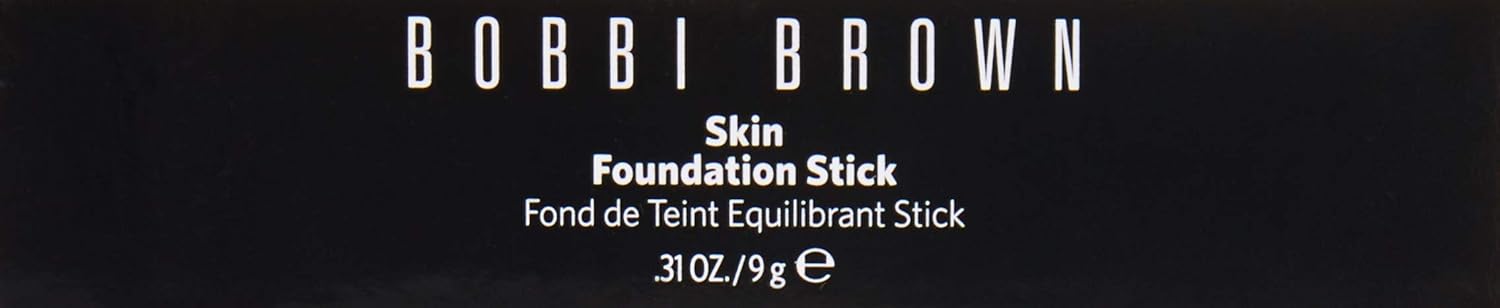 BOBBI BROWN
Skin
Foundation Stick
Fond de Teint Equilibrant Stick
.31 OZ./9 g ℮